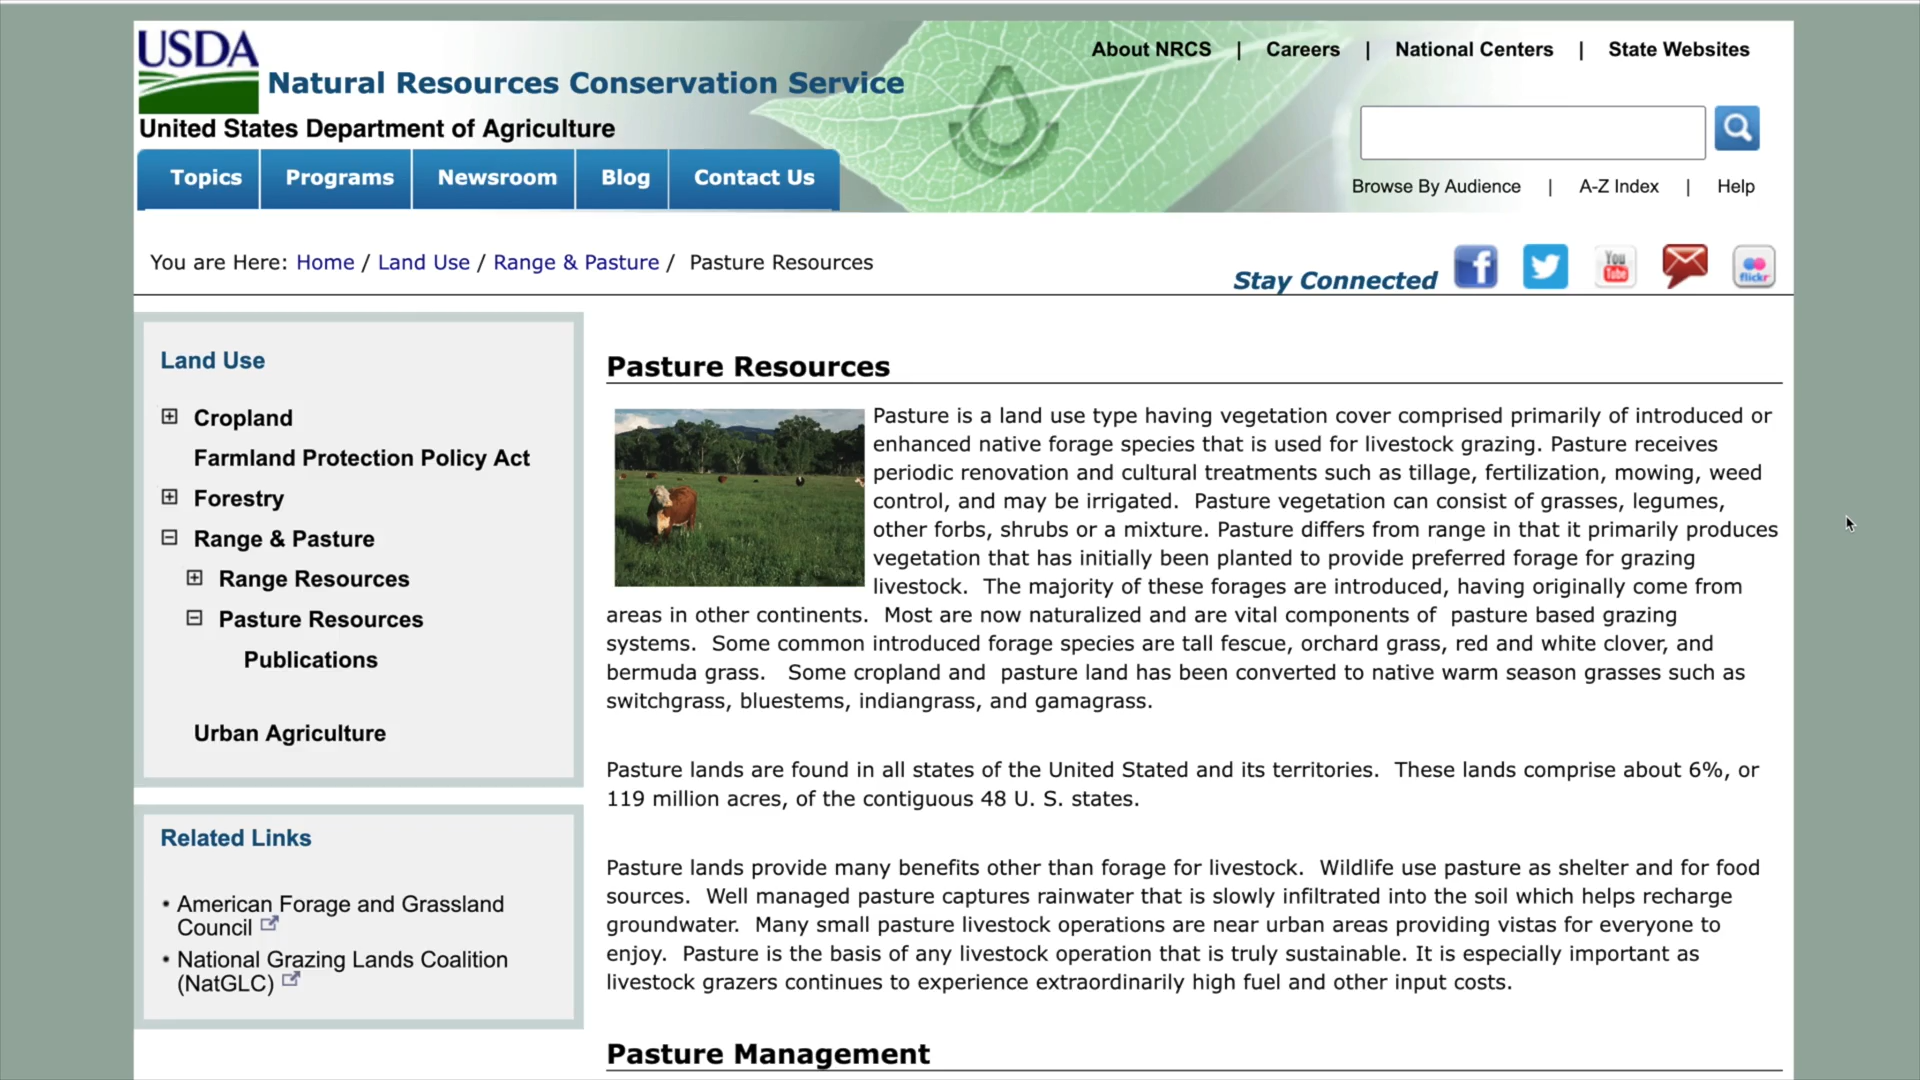 USDA
Natural Resources Conservation Service
United States Department of Agriculture
About NRCS | Careers | National Centers | State Websites
Topics Programs Newsroom Blog Contact Us
Browse By Audience | A-Z Index | Help
You are Here: Home / Land Use / Range & Pasture / Pasture Resources
Stay Connected
f
You
Tube
flickr
Land Use
Cropland
Farmland Protection Policy Act
Forestry
Range & Pasture
Range Resources
Pasture Resources
Publications
Urban Agriculture
Related Links
• American Forage and Grassland
Council
• National Grazing Lands Coalition
(NatGLC)
Pasture Resources
Pasture is a land use type having vegetation cover comprised primarily of introduced or
enhanced native forage species that is used for livestock grazing. Pasture receives
periodic renovation and cultural treatments such as tillage, fertilization, mowing, weed
control, and may be irrigated. Pasture vegetation can consist of grasses, legumes,
other forbs, shrubs or a mixture. Pasture differs from range in that it primarily produces
vegetation that has initially been planted to provide preferred forage for grazing
livestock. The majority of these forages are introduced, having originally come from
areas in other continents. Most are now naturalized and are vital components of pasture based grazing
systems. Some common introduced forage species are tall fescue, orchard grass, red and white clover, and
bermuda grass. Some cropland and pasture land has been converted to native warm season grasses such as
switchgrass, bluestems, indiangrass, and gamagrass.
Pasture lands are found in all states of the United Stated and its territories. These lands comprise about 6%, or
119 million acres, of the contiguous 48 U. S. states.
Pasture lands provide many benefits other than forage for livestock. Wildlife use pasture as shelter and for food
sources. Well managed pasture captures rainwater that is slowly infiltrated into the soil which helps recharge
groundwater. Many small pasture livestock operations are near urban areas providing vistas for everyone to
enjoy. Pasture is the basis of any livestock operation that is truly sustainable. It is especially important as
livestock grazers continues to experience extraordinarily high fuel and other input costs.
Pasture Management